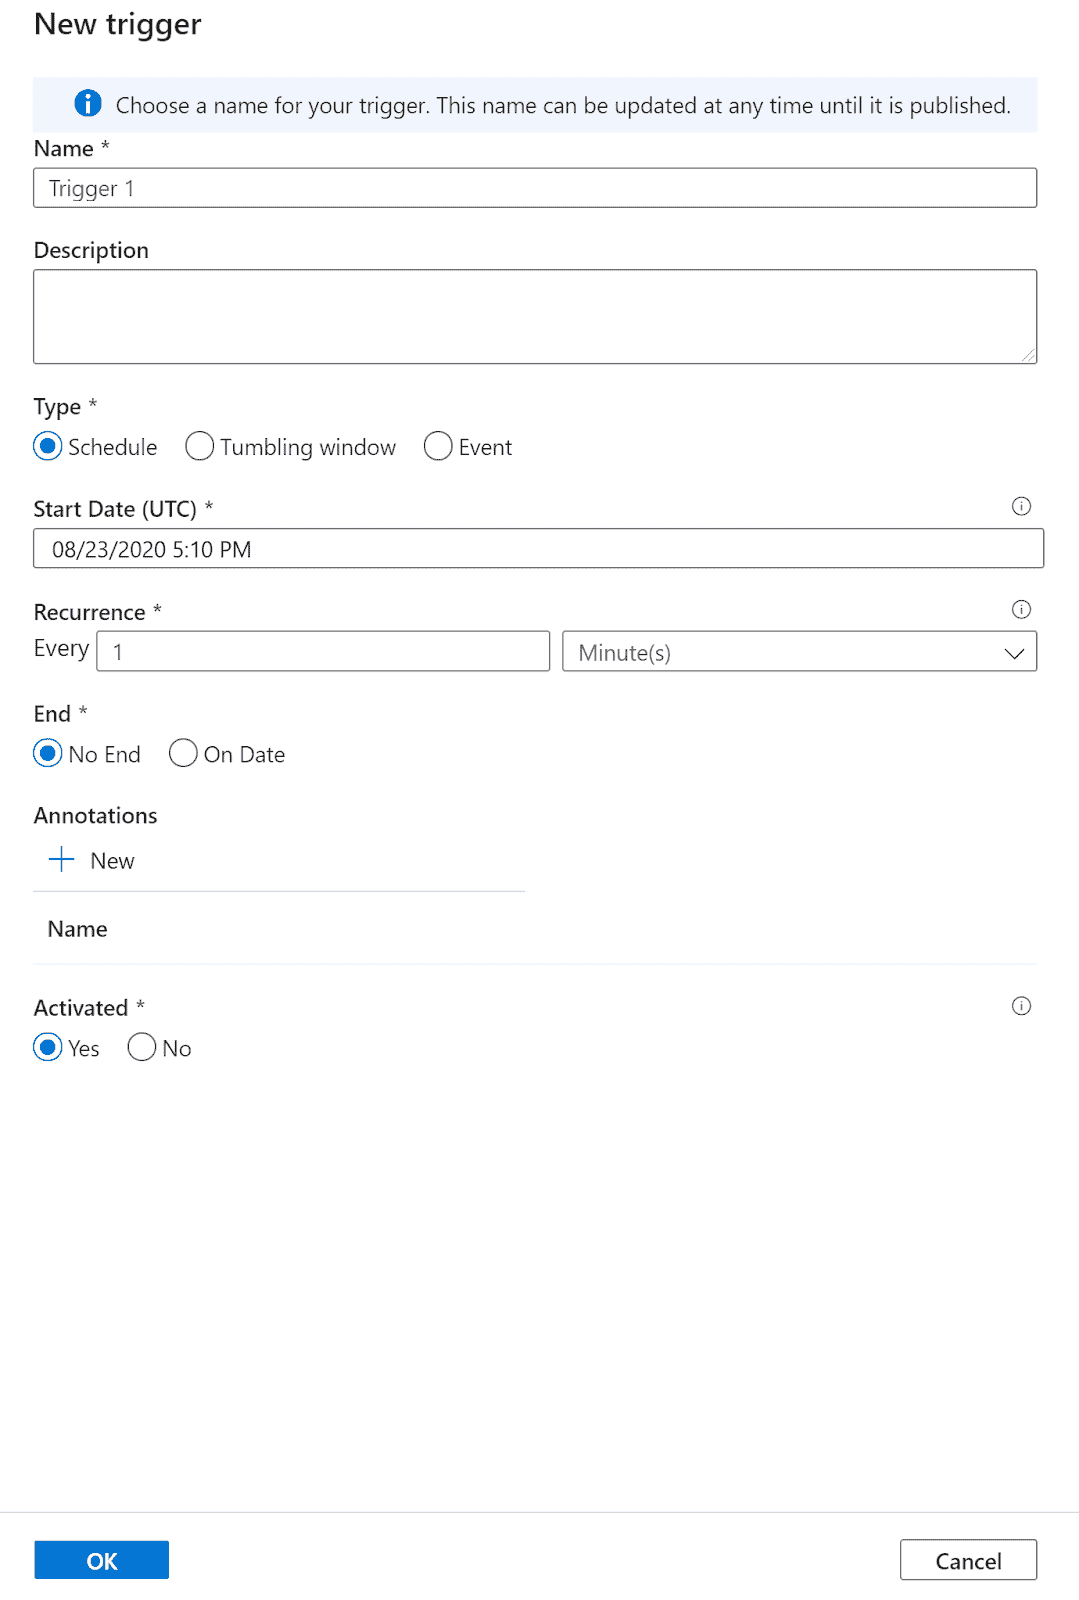 New trigger
Choose a name for your trigger. This name can be updated at any time until it is published.
Name *
Trigger 1
Description
Type *
Schedule Tumbling window Event
Start Date (UTC) *
08/23/2020 5:10 PM
Recurrence *
Every 1 Minute(s)
End *
No End On Date
Annotations
New
Name
Activated *
Yes No
OK Cancel